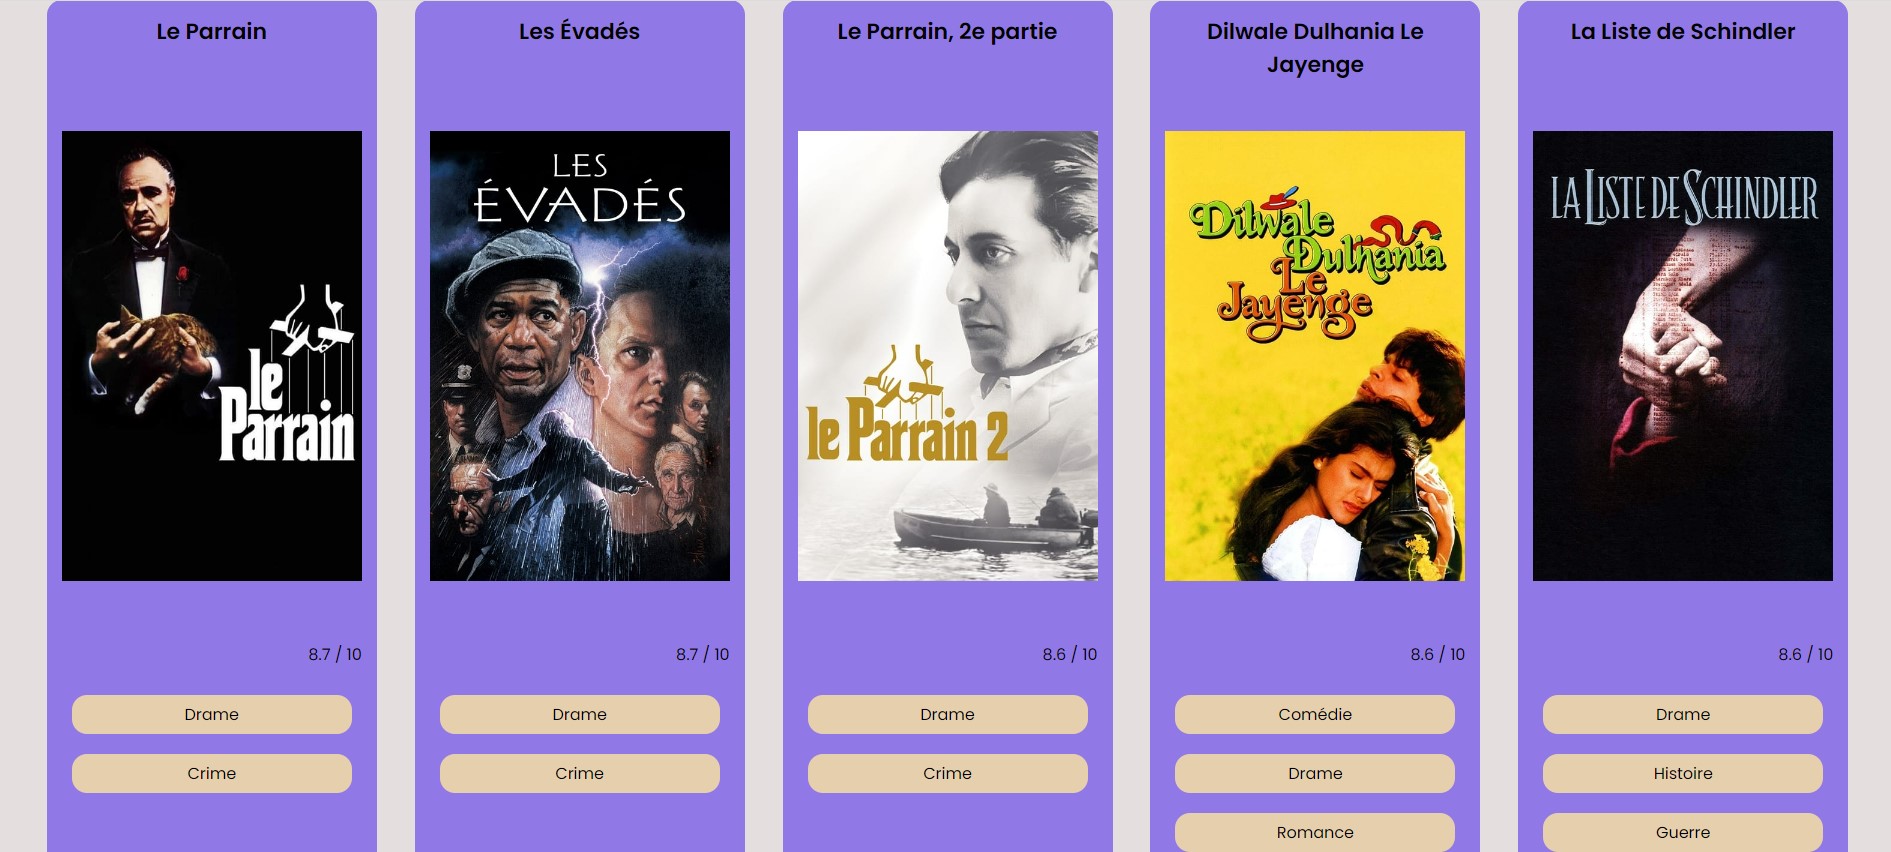 Le Parrain
le
Parrain
8.7 / 10
Drame
Crime
Les Évadés
LES
ÉVADÉS
8.7 / 10
Drame
Crime
Le Parrain, 2e partie
le Parrain 2
8.6 / 10
Drame
Crime
Dilwale Dulhania Le
Jayenge
Dilwale
Dulhania
Le
Jayenge
8.6 / 10
Comédie
Drame
Romance
La Liste de Schindler
LA LISTE DE SCHINDLER
8.6 / 10
Drame
Histoire
Guerre